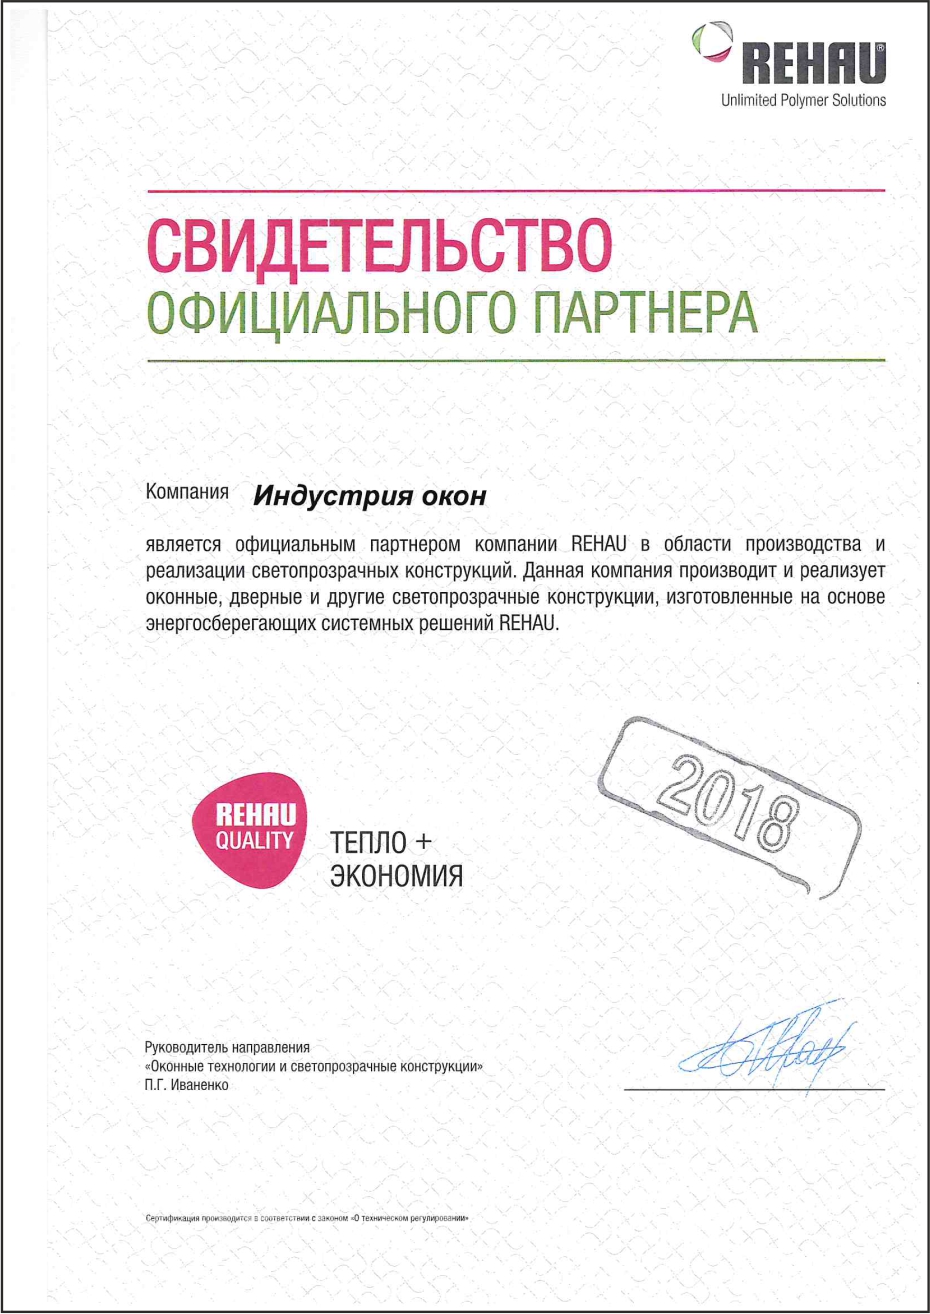 REHAU®
Unlimited Polymer Solutions
СВИДЕТЕЛЬСТВО
ОФИЦИАЛЬНОГО ПАРТНЕРА
Компания Индустрия окон
является официальным партнером компании REHAU в области производства и
реализации светопрозрачных конструкций. Данная компания производит и реализует
оконные, дверные и другие светопрозрачные конструкции, изготовленные на основе
энергосберегающих системных решений REHAU.
2018
REHAU
QUALITY
ТЕПЛО +
ЭКОНОМИЯ
Руководитель направления
«Оконные технологии и светопрозрачные конструкции»
П.Г. Иваненко
Сертификация производится в соответствии с законом «О техническом регулировании»